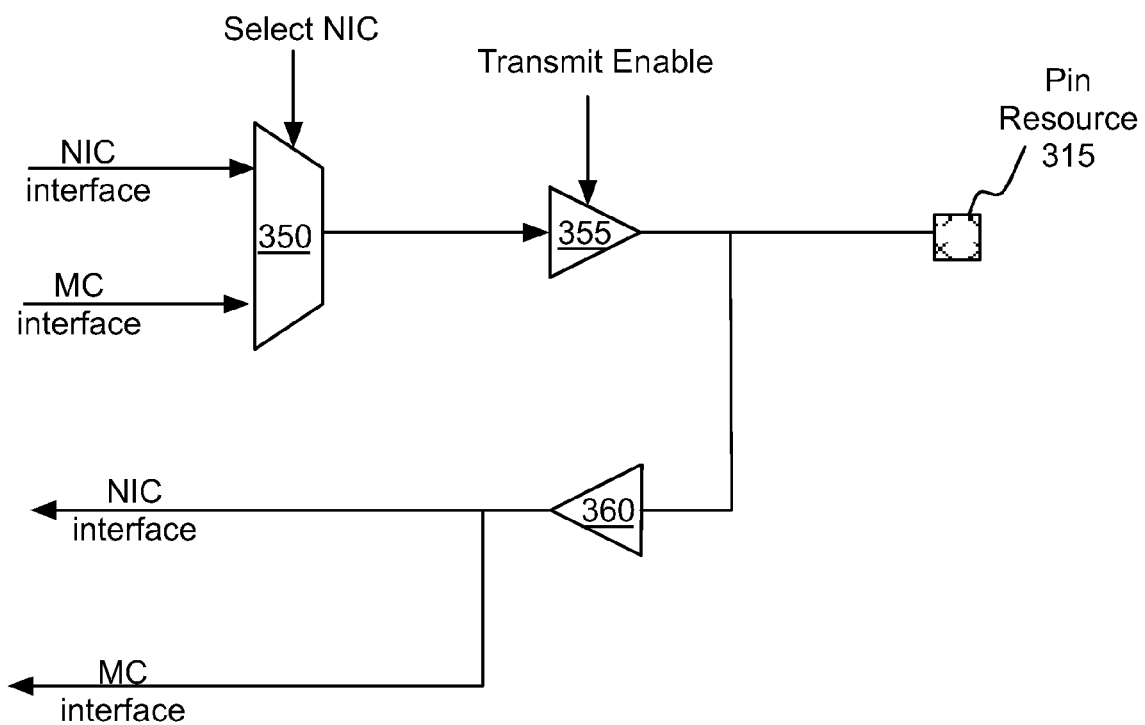 Select NIC
Transmit Enable
Pin
Resource
315
NIC
interface
350
355
MC
interface
NIC
interface
360
MC
interface